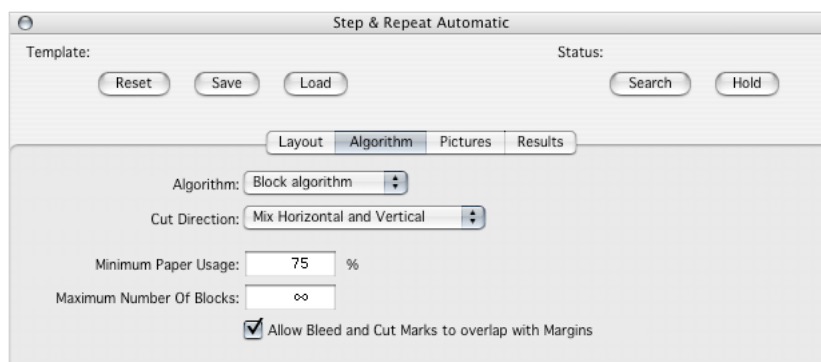 Step & Repeat Automatic
Template: Status:
Reset Save Load Search Hold
Layout Algorithm Pictures Results
Algorithm: Block algorithm
Cut Direction: Mix Horizontal and Vertical
Minimum Paper Usage: 75 %
Maximum Number Of Blocks: ∞
Allow Bleed and Cut Marks to overlap with Margins